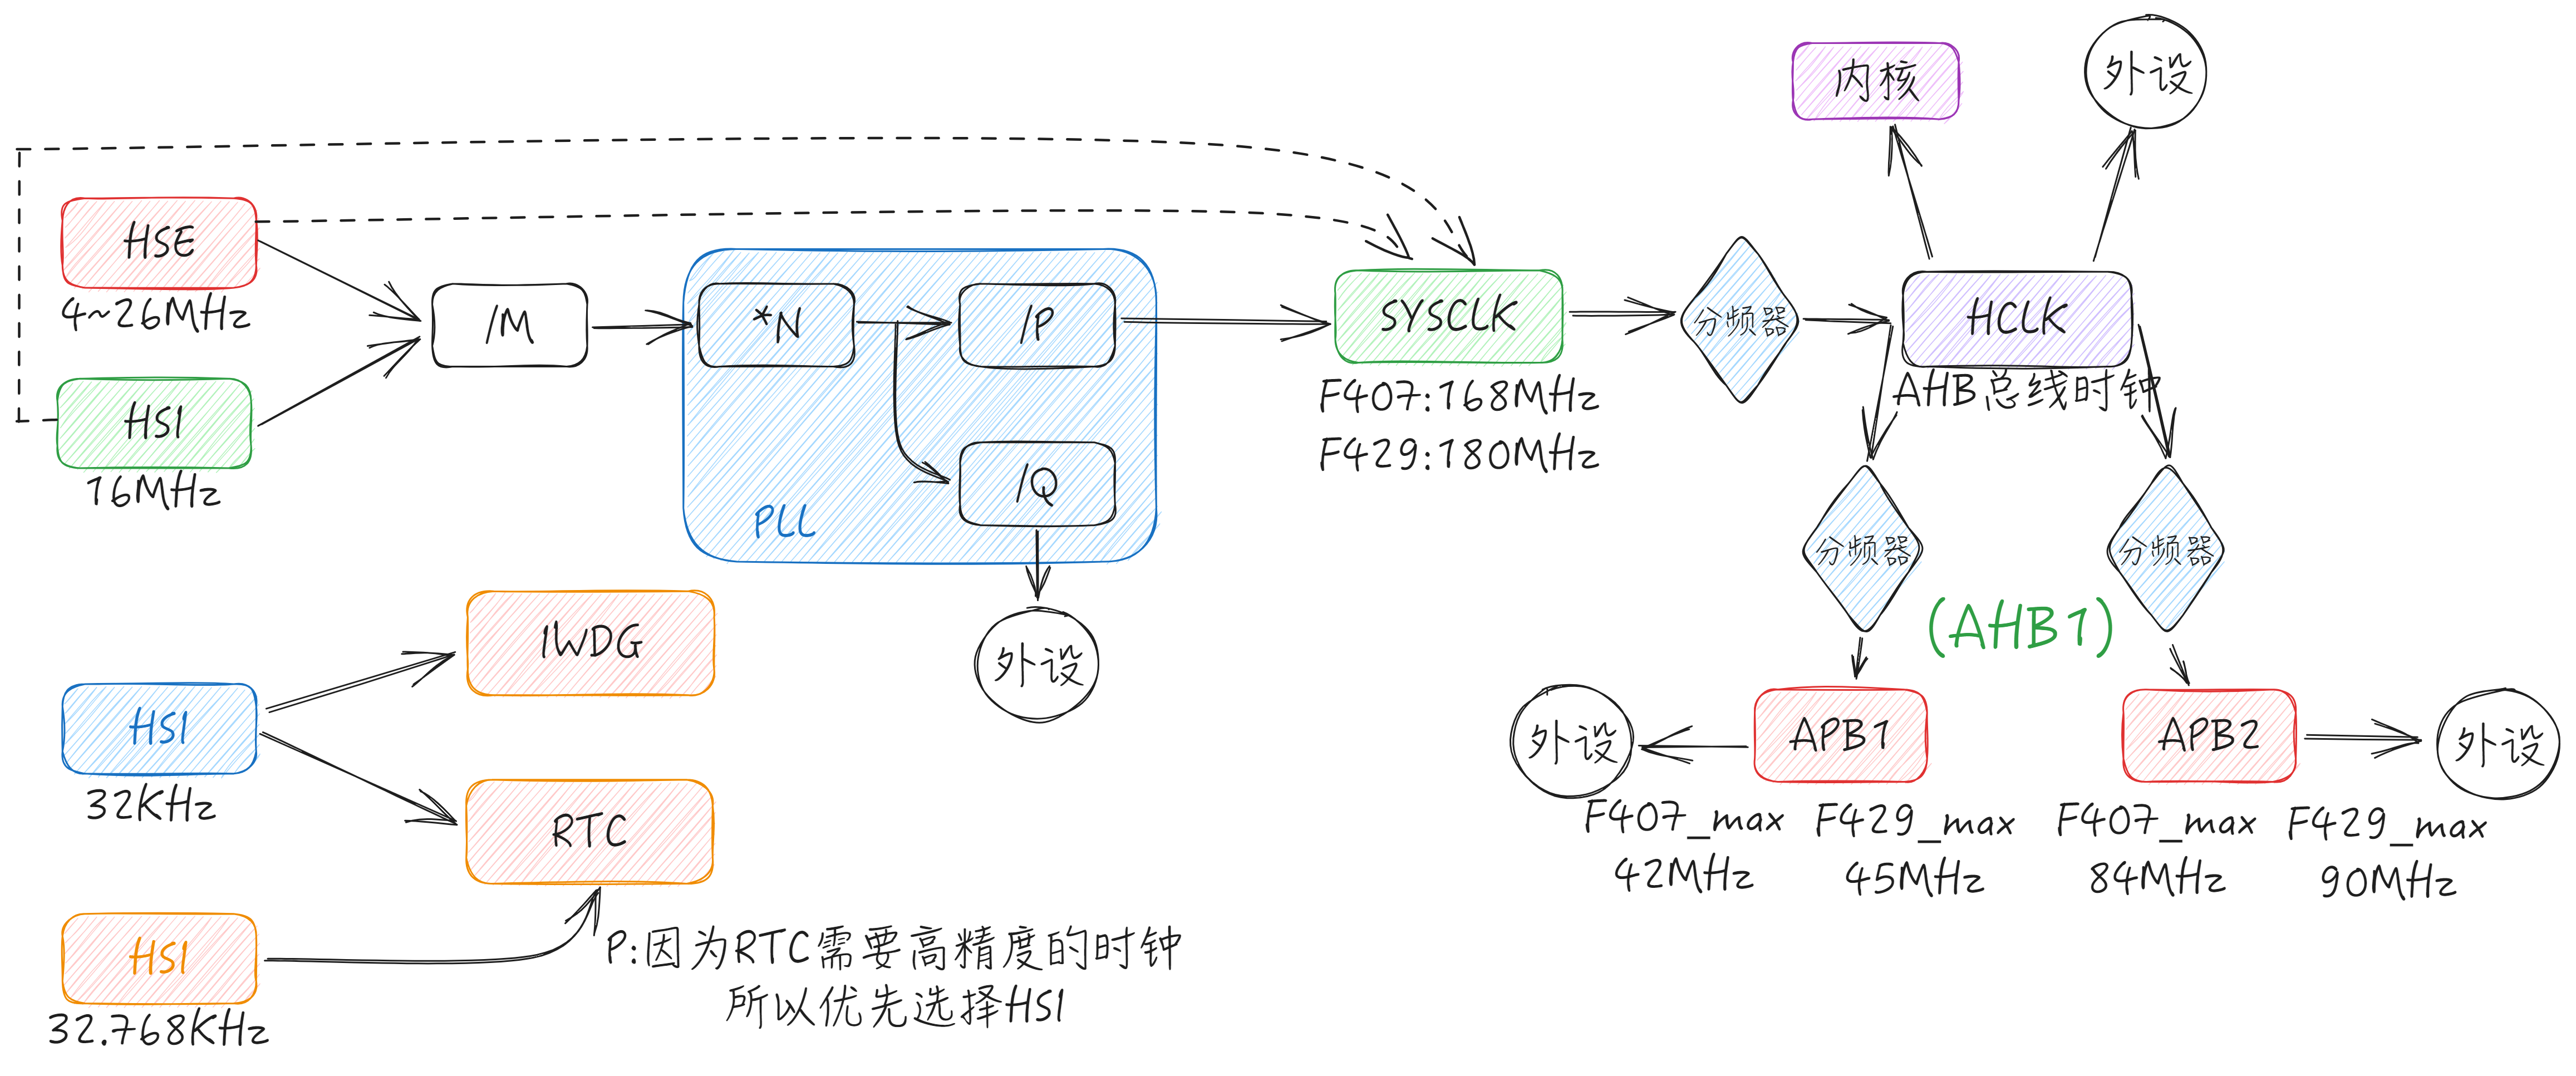 内核
外设
HSE
4~26MHz
HSI
16MHz
/M
*N
/P
/Q
PLL
外设
SYSCLK
F407:168MHz
F429:180MHz
分频器
HCLK
AHB总线时钟
分频器
分频器
(AHB1)
外设
APB1
APB2
外设
F407_max
42MHz
F429_max
45MHz
F407_max
84MHz
F429_max
90MHz
IWDG
HSI
32KHz
RTC
HSI
32.768KHz
P:因为RTC需要高精度的时钟
所以优先选择HSI